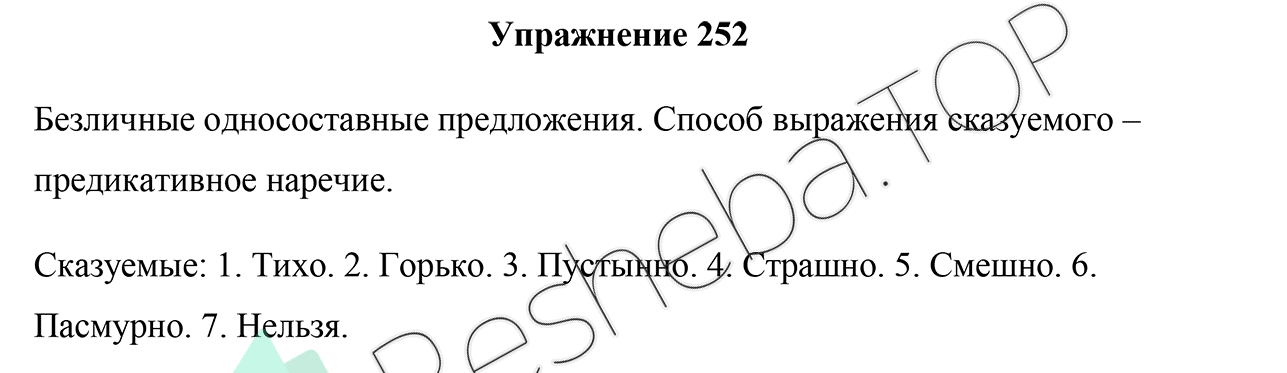 Упражнение 252
Безличные односоставные предложения. Способ выражения сказуемого –
предикативное наречие.
Сказуемые: 1. Тихо. 2. Горько. 3. Пустынно. 4. Страшно. 5. Смешно. 6.
Пасмурно. 7. Нельзя.
Resheba.TOP